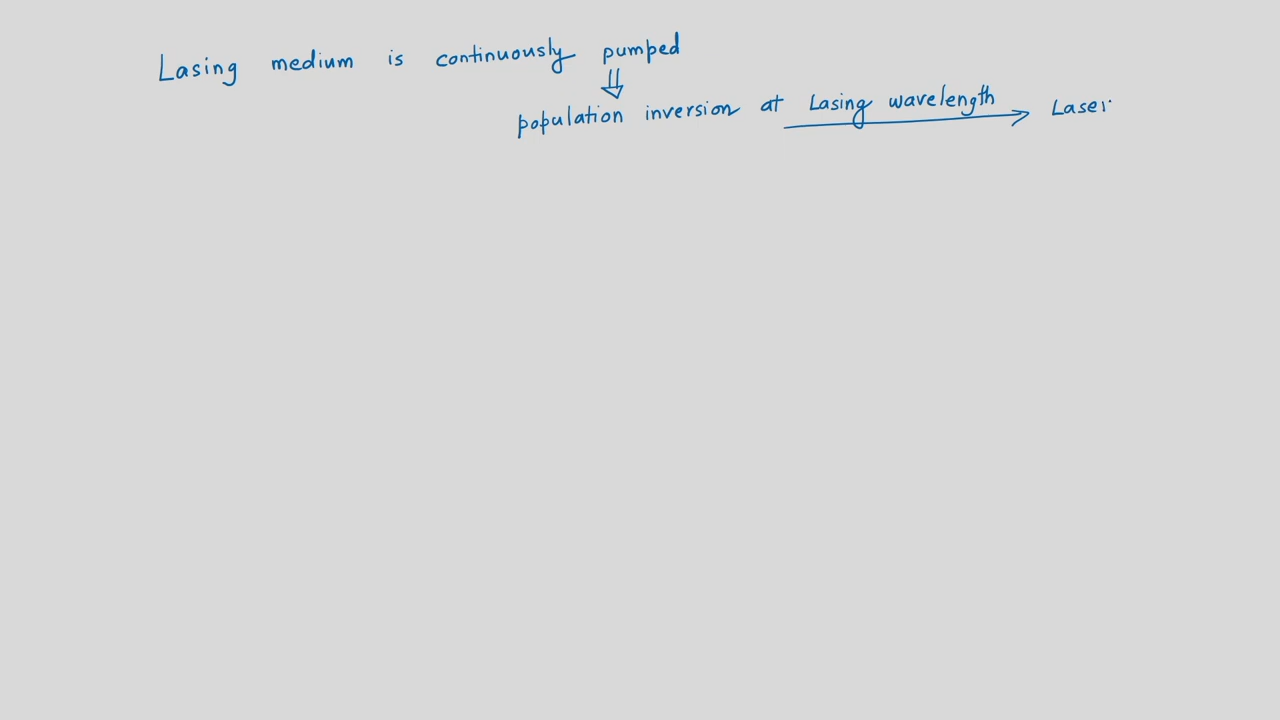 Lasing medium is continuously pumped
⇓
population inversion at Lasing wavelength → Laser